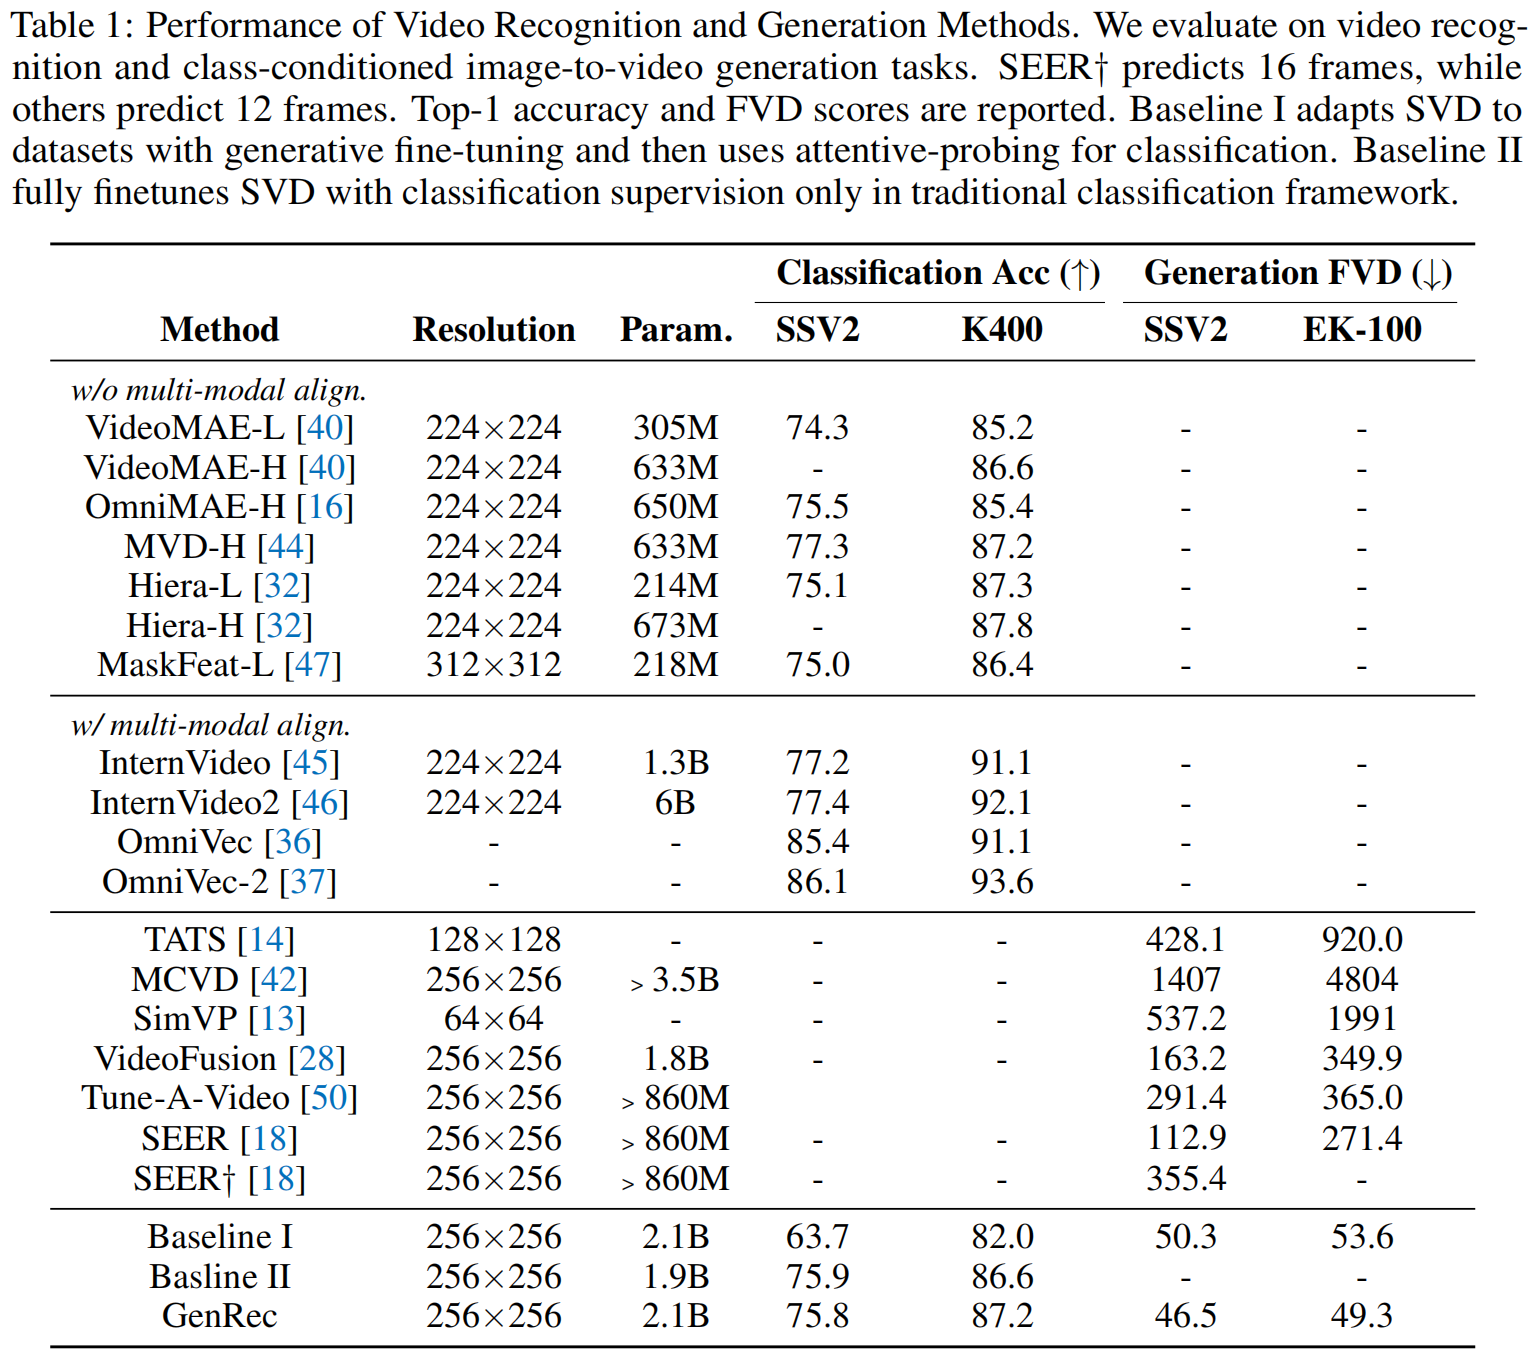 Table 1: Performance of Video Recognition and Generation Methods. We evaluate on video recog-
nition and class-conditioned image-to-video generation tasks. SEER† predicts 16 frames, while
others predict 12 frames. Top-1 accuracy and FVD scores are reported. Baseline I adapts SVD to
datasets with generative fine-tuning and then uses attentive-probing for classification. Baseline II
fully finetunes SVD with classification supervision only in traditional classification framework.
Classification Acc (↑) Generation FVD (↓)
Method Resolution Param. SSV2 K400 SSV2 EK-100
w/o multi-modal align.
VideoMAE-L [40] 224×224 305M 74.3 85.2 - -
VideoMAE-H [40] 224×224 633M - 86.6 - -
OmniMAE-H [16] 224×224 650M 75.5 85.4 - -
MVD-H [44] 224×224 633M 77.3 87.2 - -
Hiera-L [32] 224×224 214M 75.1 87.3 - -
Hiera-H [32] 224×224 673M - 87.8 - -
MaskFeat-L [47] 312×312 218M 75.0 86.4 - -
w/ multi-modal align.
InternVideo [45] 224×224 1.3B 77.2 91.1 - -
InternVideo2 [46] 224×224 6B 77.4 92.1 - -
OmniVec [36] - - 85.4 91.1 - -
OmniVec-2 [37] - - 86.1 93.6 - -
TATS [14] 128×128 - - - 428.1 920.0
MCVD [42] 256×256 > 3.5B - - 1407 4804
SimVP [13] 64×64 - - - 537.2 1991
VideoFusion [28] 256×256 1.8B - - 163.2 349.9
Tune-A-Video [50] 256×256 > 860M 291.4 365.0
SEER [18] 256×256 > 860M - - 112.9 271.4
SEER† [18] 256×256 > 860M - - 355.4 -
Baseline I 256×256 2.1B 63.7 82.0 50.3 53.6
Basline II 256×256 1.9B 75.9 86.6 - -
GenRec 256×256 2.1B 75.8 87.2 46.5 49.3